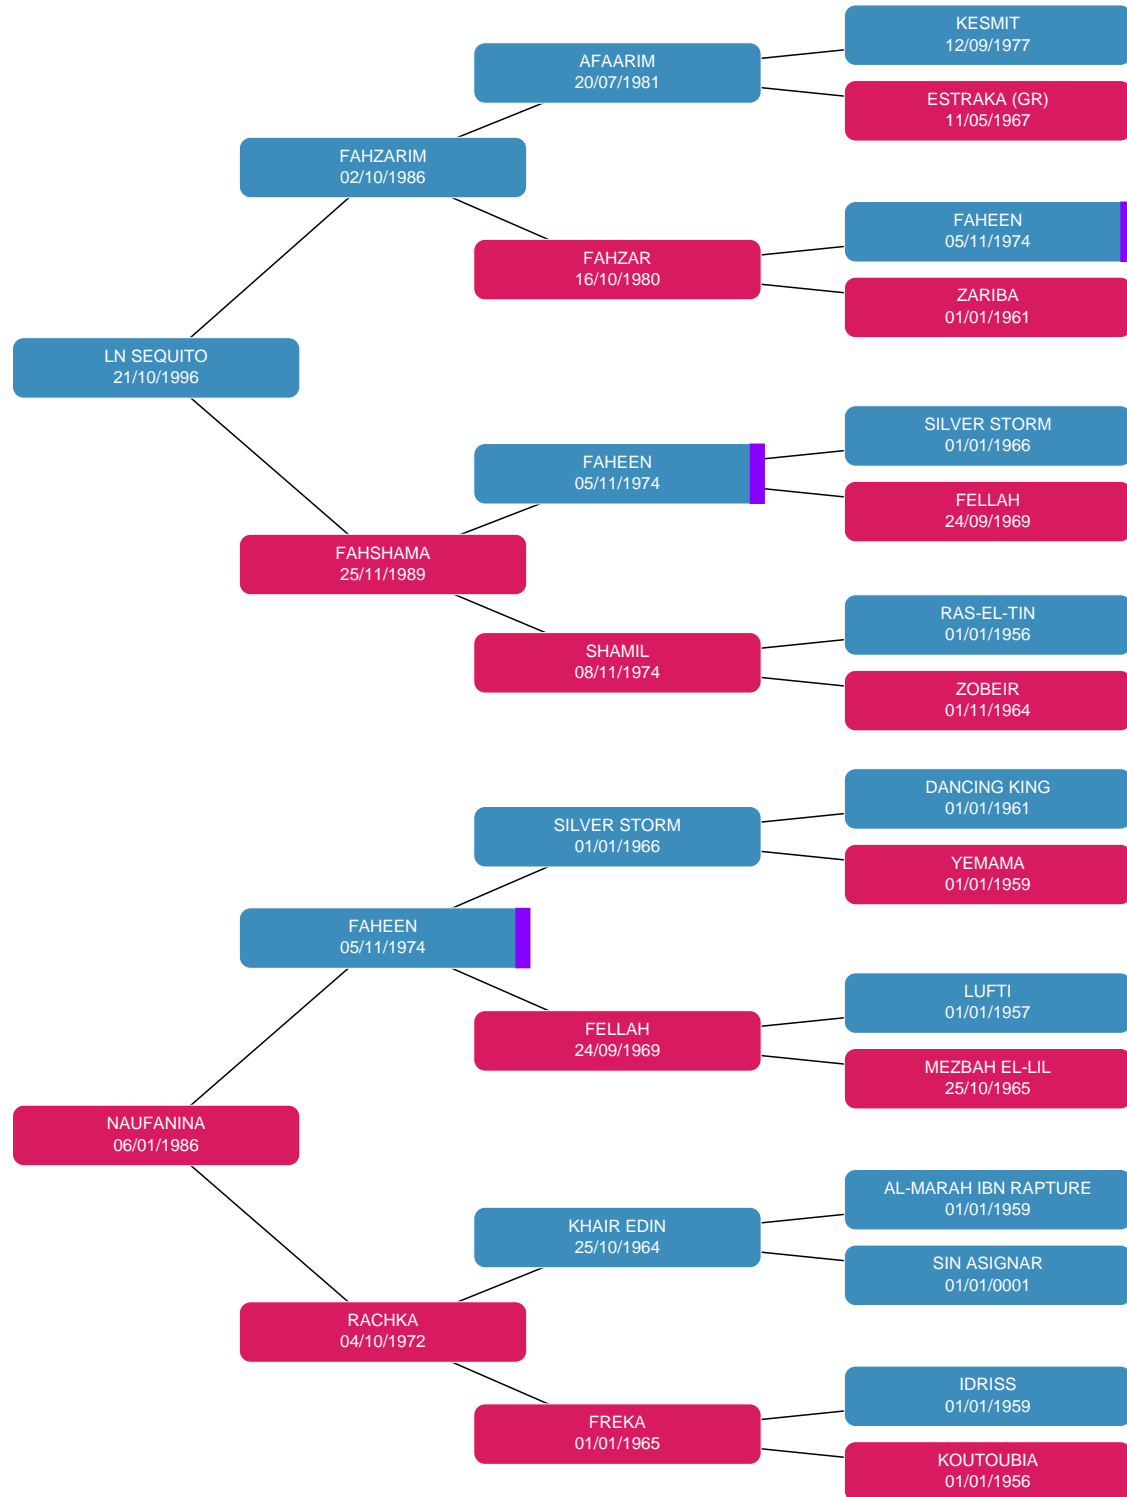 KESMIT
12/09/1977
AFAARIM
20/07/1981
ESTRAKA (GR)
11/05/1967
FAHZARIM
02/10/1986
FAHEEN
05/11/1974
FAHZAR
16/10/1980
ZARIBA
01/01/1961
LN SEQUITO
21/10/1996
SILVER STORM
01/01/1966
FAHEEN
05/11/1974
FELLAH
24/09/1969
FAHSHAMA
25/11/1989
RAS-EL-TIN
01/01/1956
SHAMIL
08/11/1974
ZOBEIR
01/11/1964
DANCING KING
01/01/1961
SILVER STORM
01/01/1966
YEMAMA
01/01/1959
FAHEEN
05/11/1974
LUFTI
01/01/1957
FELLAH
24/09/1969
MEZBAH EL-LIL
25/10/1965
NAUFANINA
06/01/1986
AL-MARAH IBN RAPTURE
01/01/1959
KHAIR EDIN
25/10/1964
SIN ASIGNAR
01/01/0001
RACHKA
04/10/1972
IDRISS
01/01/1959
FREKA
01/01/1965
KOUTOUBIA
01/01/1956